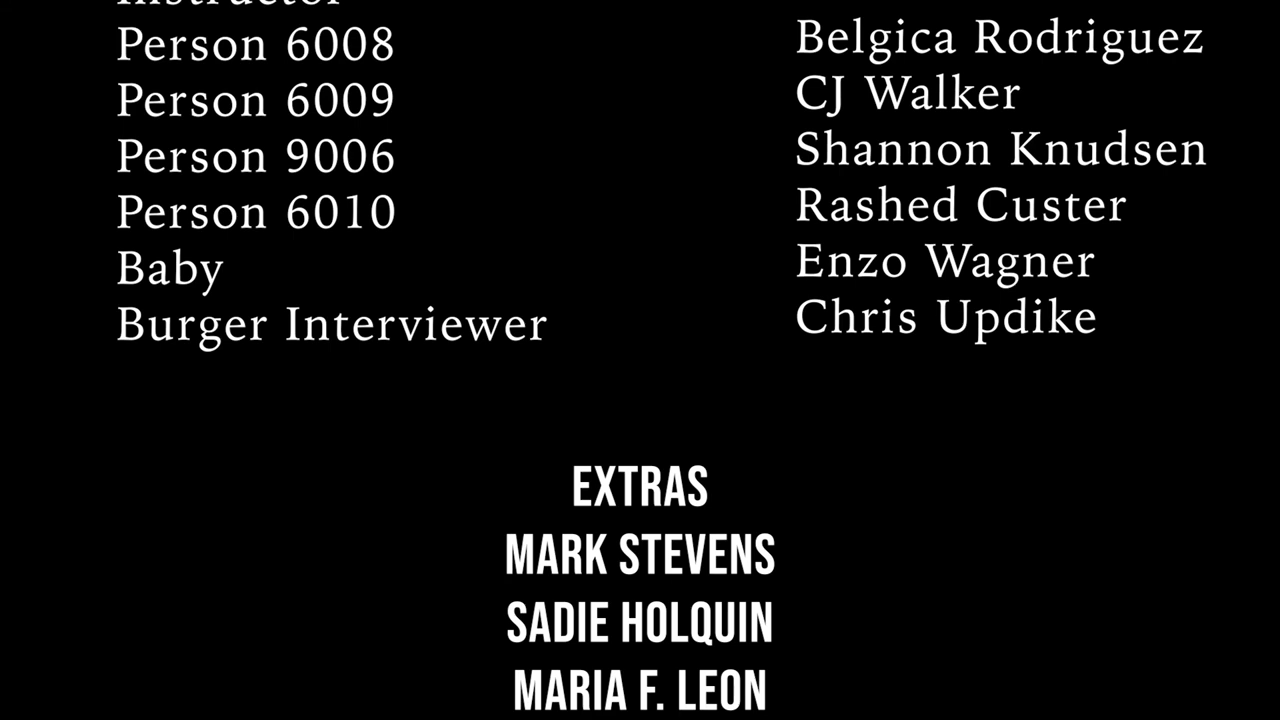 Instructor
Person 6008 Belgica Rodriguez
Person 6009 CJ Walker
Person 9006 Shannon Knudsen
Person 6010 Rashed Custer
Baby Enzo Wagner
Burger Interviewer Chris Updike
EXTRAS
MARK STEVENS
SADIE HOLQUIN
MARIA F. LEON